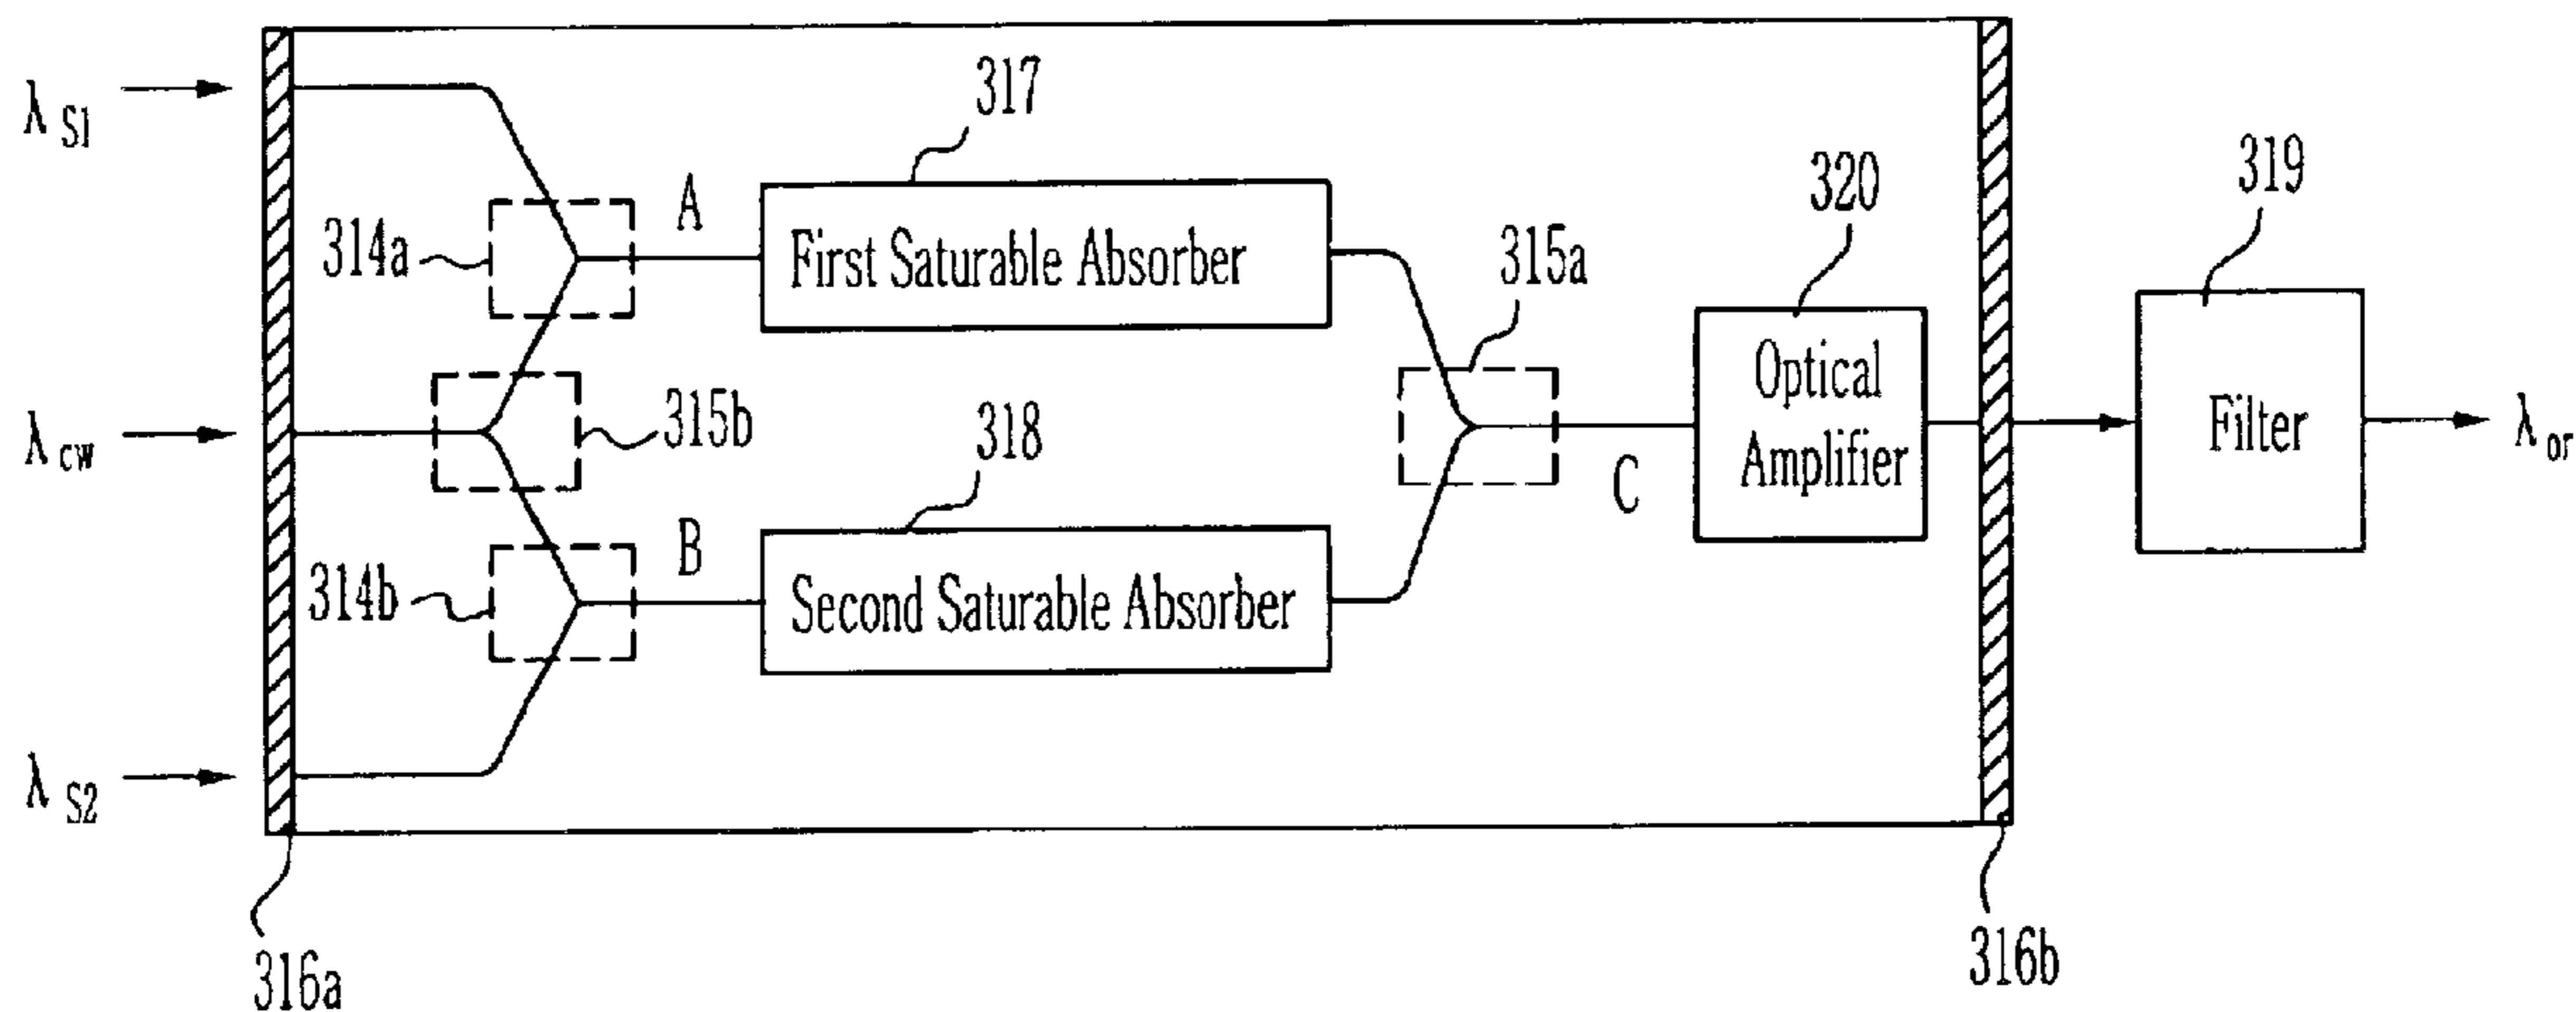 λ S1
λ cw
λ S2
314a
314b
315b
A
B
317
First Saturable Absorber
318
Second Saturable Absorber
315a
C
320
Optical
Amplifier
319
Filter
λ or
316a
316b